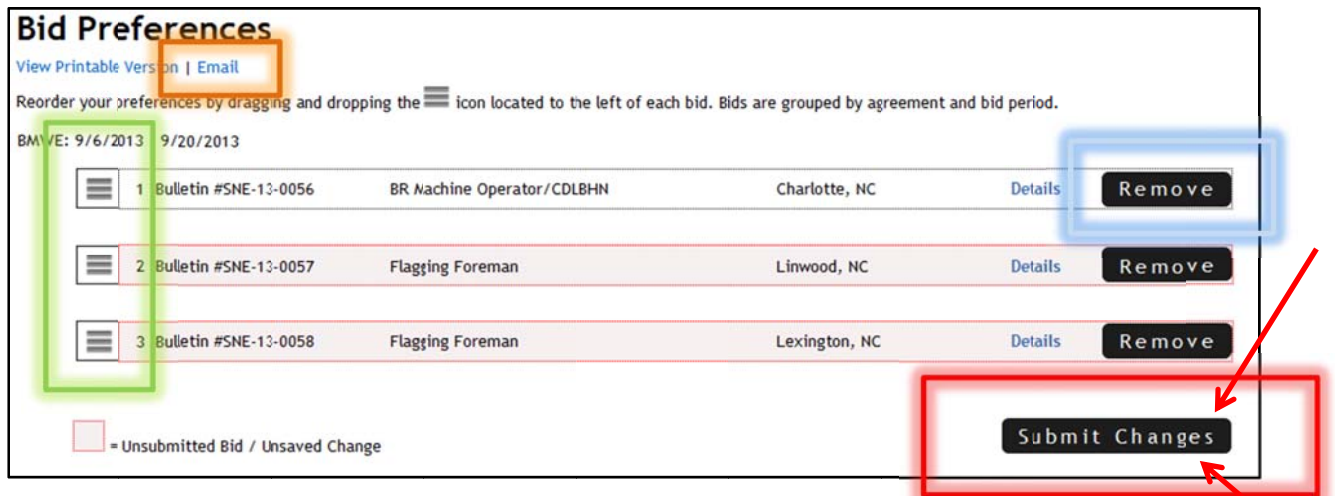 Bid Preferences
View Printable Version | Email
Reorder your preferences by dragging and dropping the icon located to the left of each bid. Bids are grouped by agreement and bid period.
BMWE: 9/6/2013 9/20/2013
1 Bulletin #SNE-13-0056 BR Machine Operator/CDLBHN Charlotte, NC Details Remove
2 Bulletin #SNE-13-0057 Flagging Foreman Linwood, NC Details Remove
3 Bulletin #SNE-13-0058 Flagging Foreman Lexington, NC Details Remove
= Unsubmitted Bid / Unsaved Change
Submit Changes